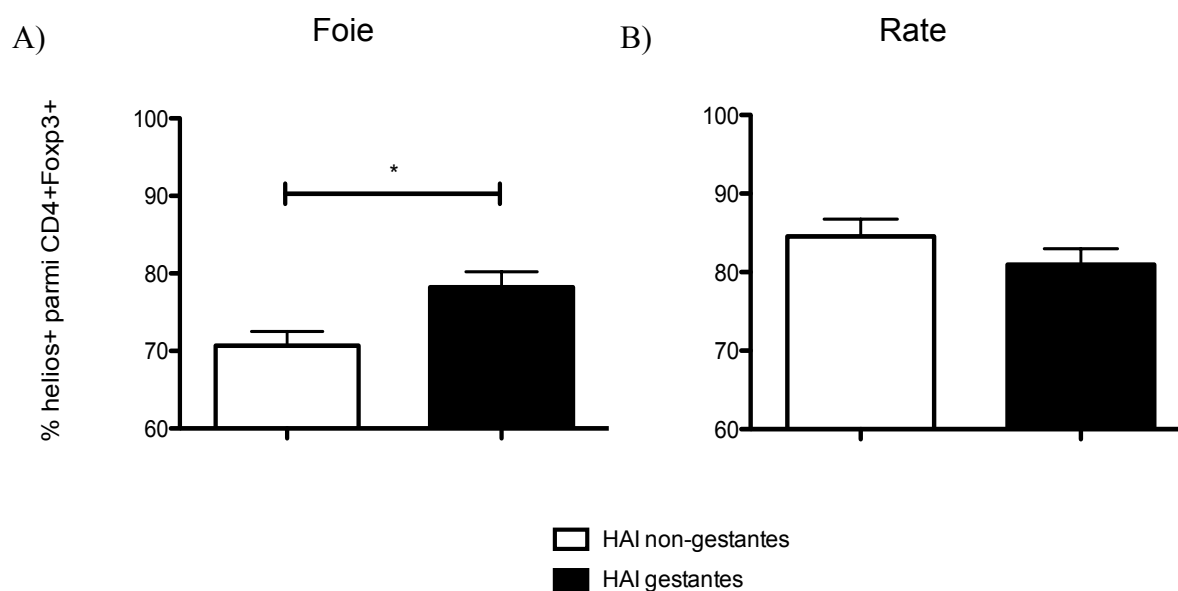 A)
Foie
B)
Rate
% helios+ parmi CD4+Foxp3+
100
90
80
70
60
*
100
90
80
70
60
HAI non-gestantes
HAI gestantes